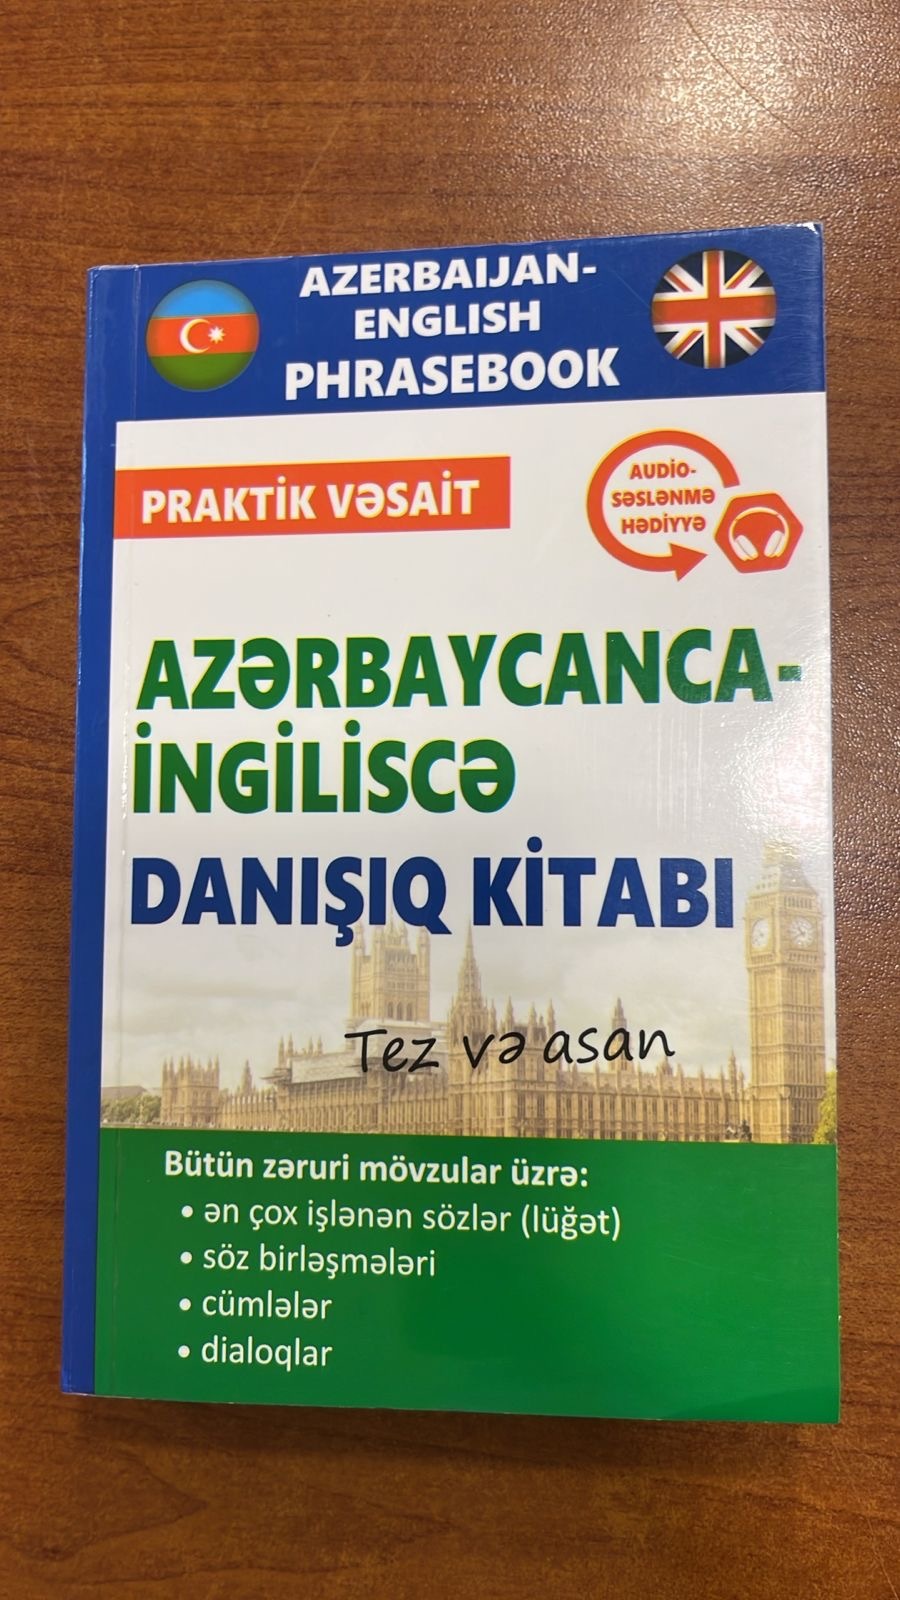 AZERBAIJAN-
ENGLISH
PHRASEBOOK
PRAKTİK VƏSAİT
AUDİO-
SƏSLƏNMƏ
HƏDİYYƏ
AZƏRBAYCANCA-
İNGİLİSCƏ
DANIŞIQ KİTABI
Tez və asan
Bütün zəruri mövzular üzrə:
• ən çox işlənən sözlər (lüğət)
• söz birləşmələri
• cümlələr
• dialoqlar